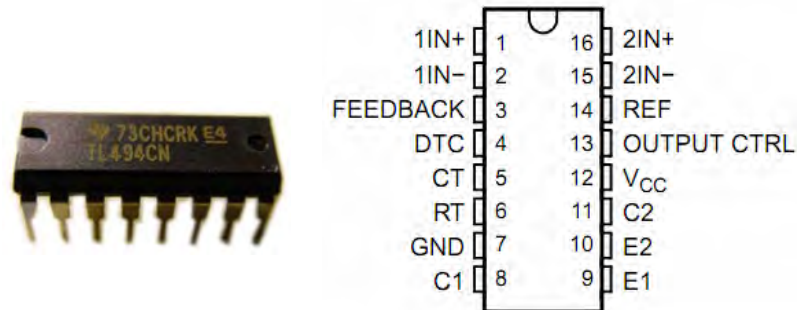 73CHCRK E4
TL494CN
1IN+ 1 16 2IN+
1IN− 2 15 2IN−
FEEDBACK 3 14 REF
DTC 4 13 OUTPUT CTRL
CT 5 12 VCC
RT 6 11 C2
GND 7 10 E2
C1 8 9 E1